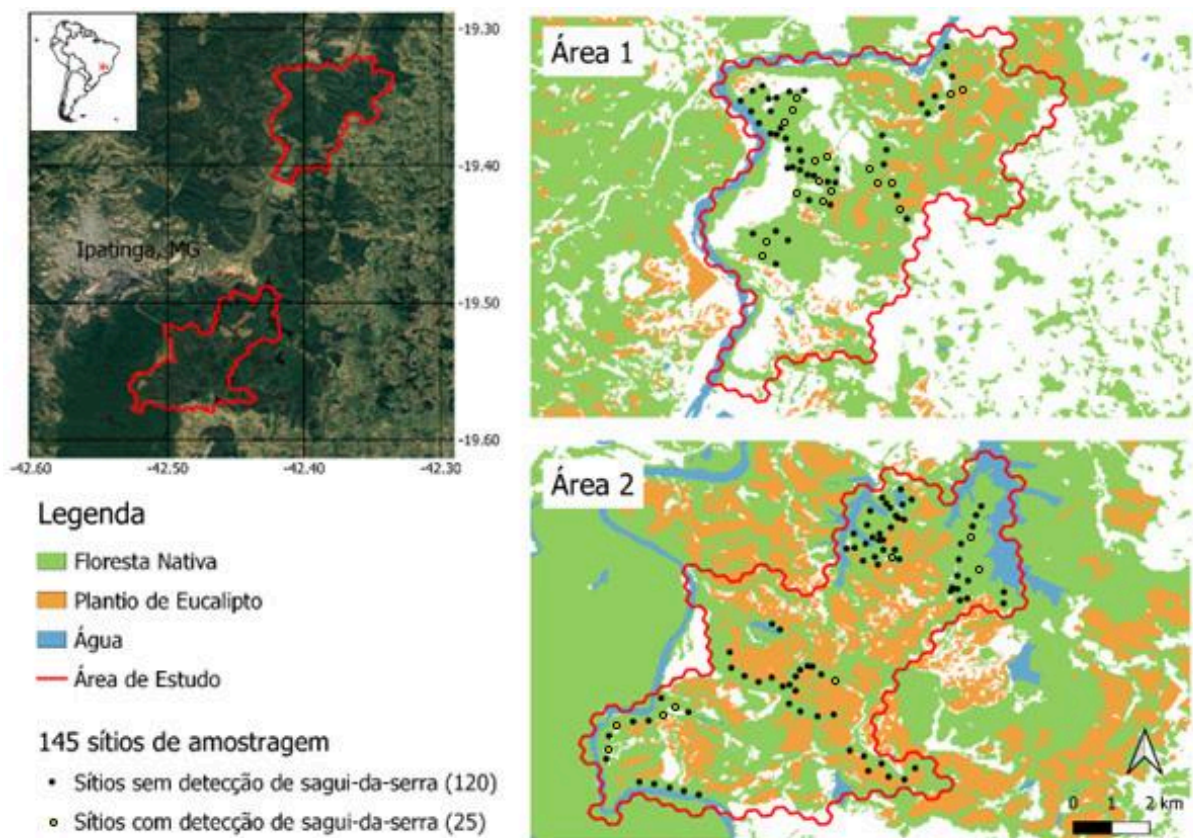 -19.30
-19.40
Ipatinga, MG
-19.50
-19.60
-42.60
-42.50
-42.40
-42.30
Legenda
Floresta Nativa
Plantio de Eucalipto
Água
Área de Estudo
145 sítios de amostragem
Sítios sem detecção de sagui-da-serra (120)
Sítios com detecção de sagui-da-serra (25)
Área 1
Área 2
0 1 2 km